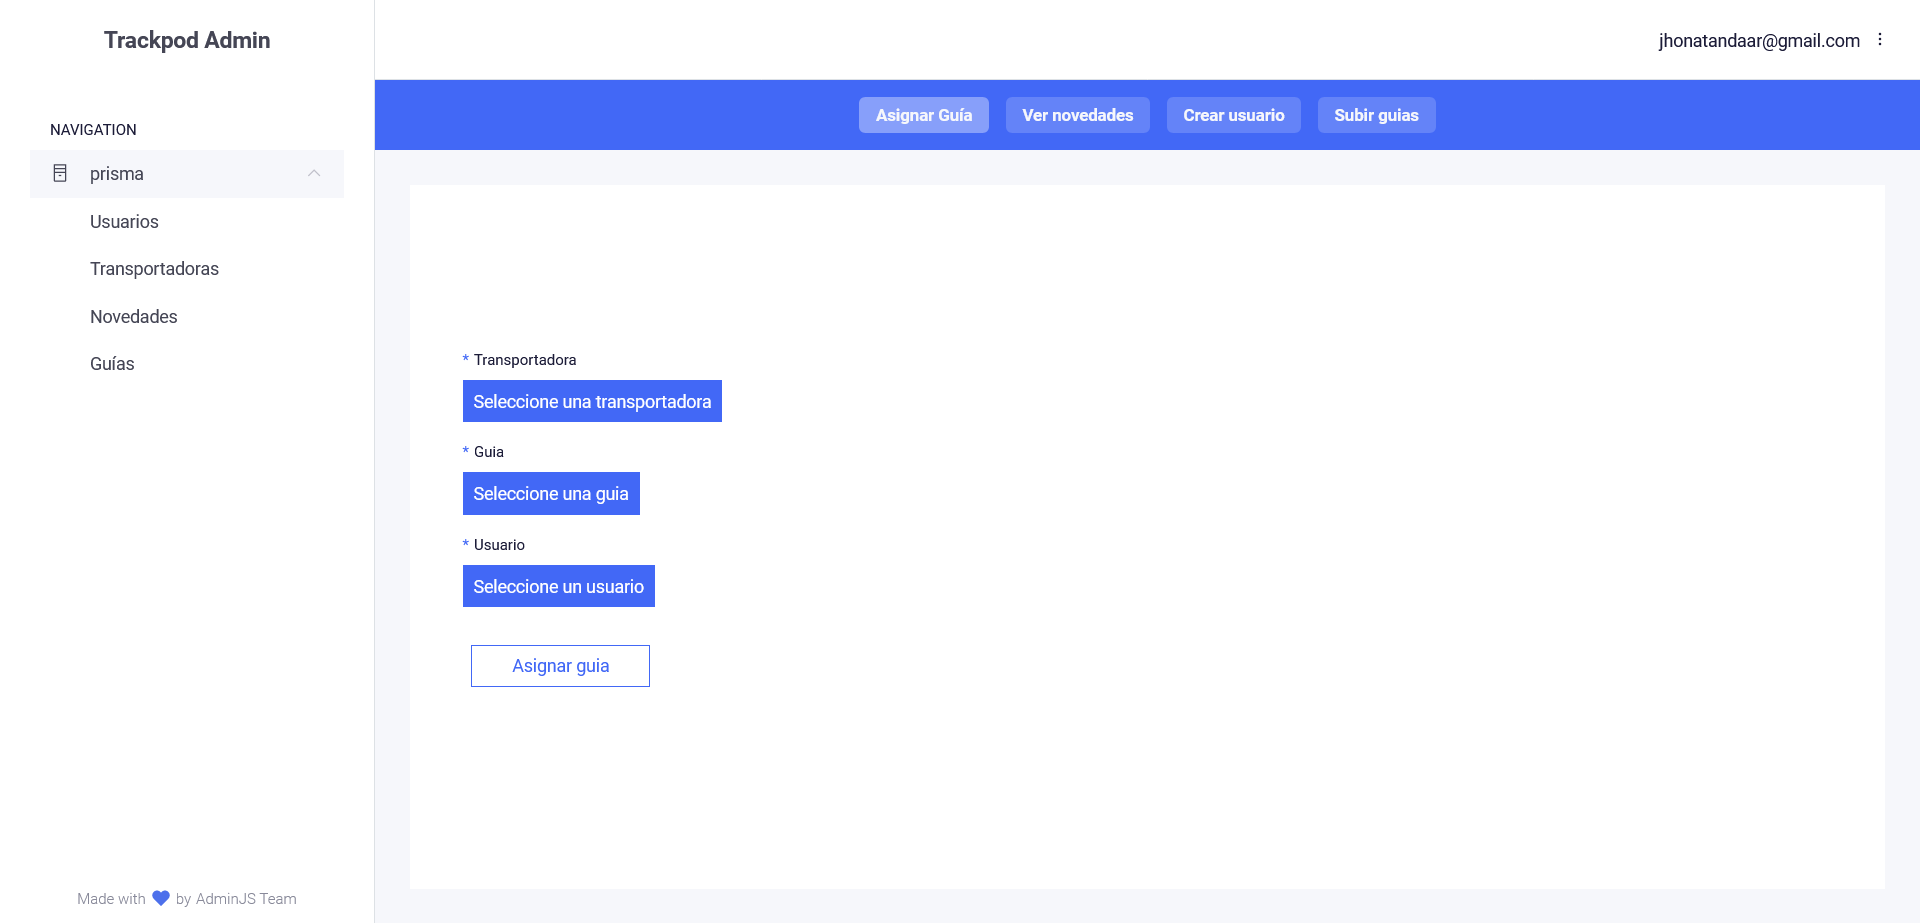 Trackpod Admin
jhonatandaar@gmail.com
Asignar Guía
Ver novedades
Crear usuario
Subir guias
NAVIGATION
prisma
Usuarios
Transportadoras
Novedades
Guías
* Transportadora
Seleccione una transportadora
* Guia
Seleccione una guia
* Usuario
Seleccione un usuario
Asignar guia
Made with by AdminJS Team